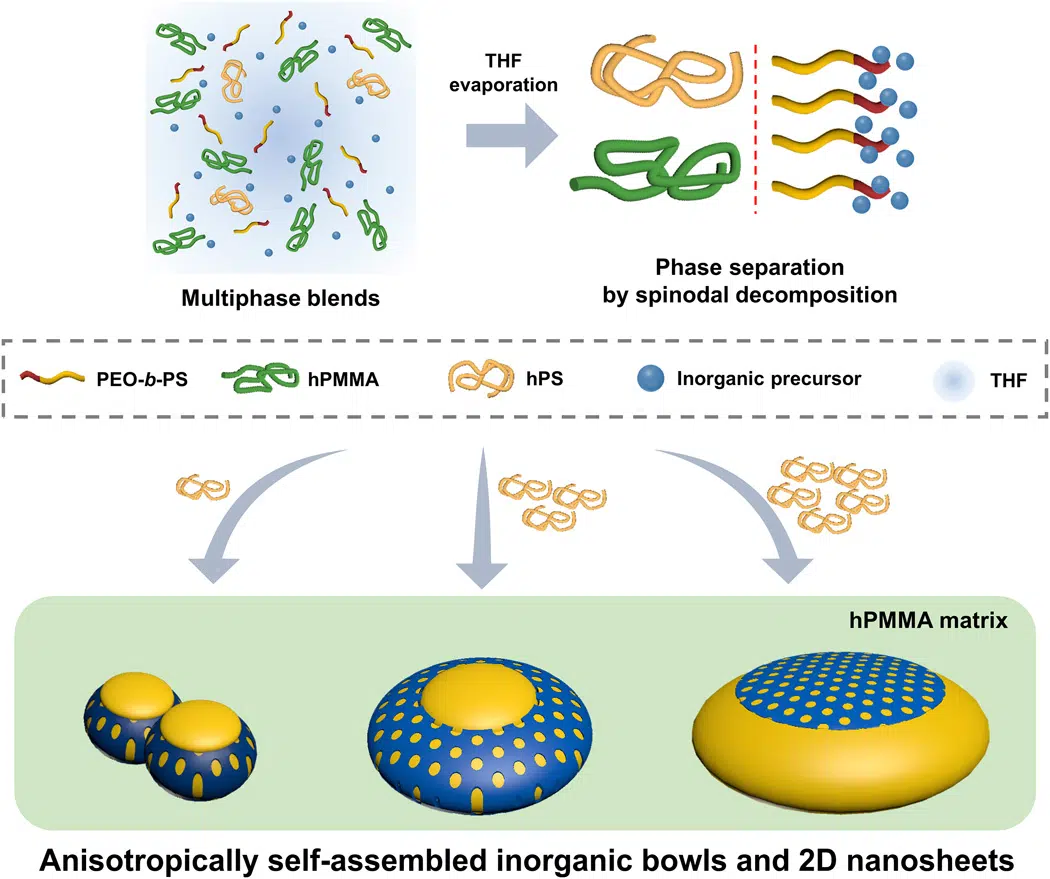 THF
evaporation
Multiphase blends
Phase separation
by spinodal decomposition
PEO-b-PS
hPMMA
hPS
Inorganic precursor
THF
hPMMA matrix
Anisotropically self-assembled inorganic bowls and 2D nanosheets